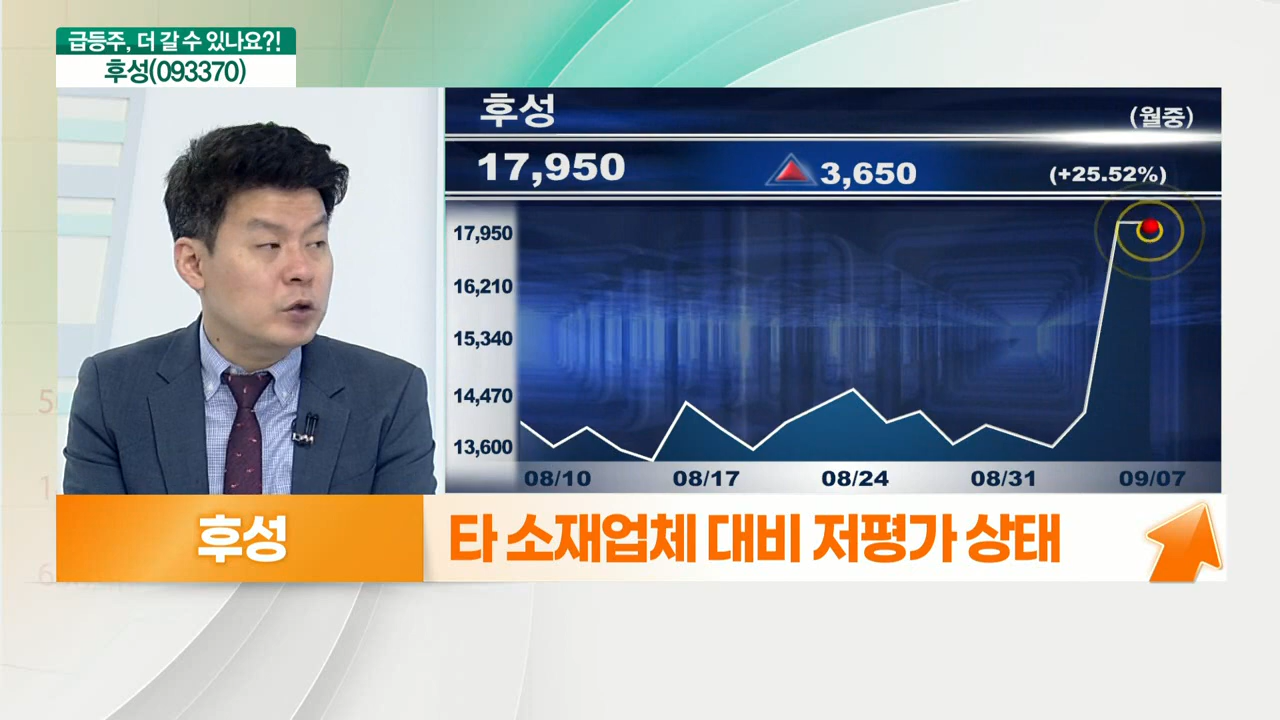 급등주, 더 갈 수 있나요?!
후성(093370)
후성
(월중)
17,950
3,650
(+25.52%)
17,950
16,210
15,340
14,470
13,600
08/10
08/17
08/24
08/31
09/07
후성
타 소재업체 대비 저평가 상태